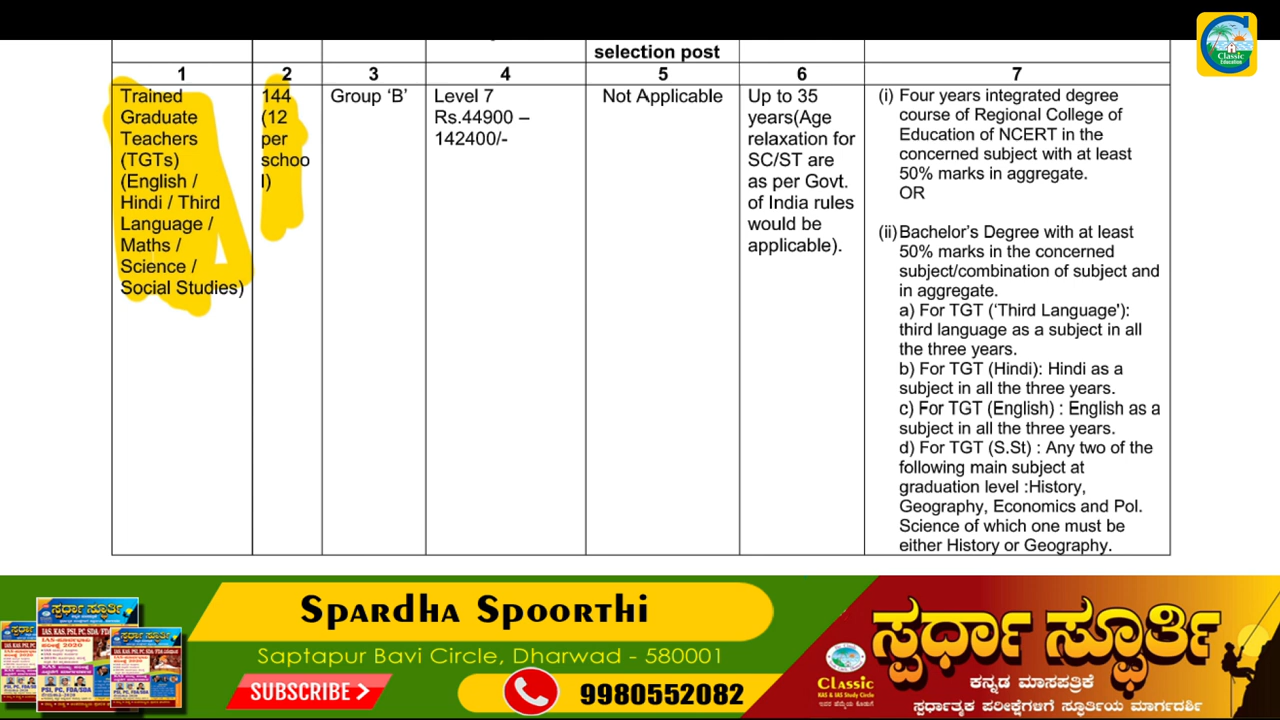 Classic
Education
selection post
1
2
3
4
5
6
7
Trained
Graduate
Teachers
(TGTs)
(English /
Hindi / Third
Language /
Maths /
Science /
Social Studies)
144
(12
per
schoo
l)
Group ‘B’
Level 7
Rs.44900 –
142400/-
Not Applicable
Up to 35
years(Age
relaxation for
SC/ST are
as per Govt.
of India rules
would be
applicable).
(i) Four years integrated degree
course of Regional College of
Education of NCERT in the
concerned subject with at least
50% marks in aggregate.
OR
(ii) Bachelor’s Degree with at least
50% marks in the concerned
subject/combination of subject and
in aggregate.
a) For TGT (‘Third Language'):
third language as a subject in all
the three years.
b) For TGT (Hindi): Hindi as a
subject in all the three years.
c) For TGT (English) : English as a
subject in all the three years.
d) For TGT (S.St) : Any two of the
following main subject at
graduation level :History,
Geography, Economics and Pol.
Science of which one must be
either History or Geography.
ಸ್ಪರ್ಧಾ ಸ್ಫೂರ್ತಿ
Spardha Spoorthi
Saptapur Bavi Circle, Dharwad - 580001
SUBSCRIBE >
9980552082
ಸ್ಪರ್ಧಾ ಸ್ಫೂರ್ತಿ
ಕನ್ನಡ ಮಾಸಪತ್ರಿಕೆ
ಸ್ಪರ್ಧಾತ್ಮಕ ಪರೀಕ್ಷೆಗಳಿಗೆ ಸ್ಫೂರ್ತಿಯ ಮಾರ್ಗದರ್ಶಿ
Classic
KAS & IAS Study Circle